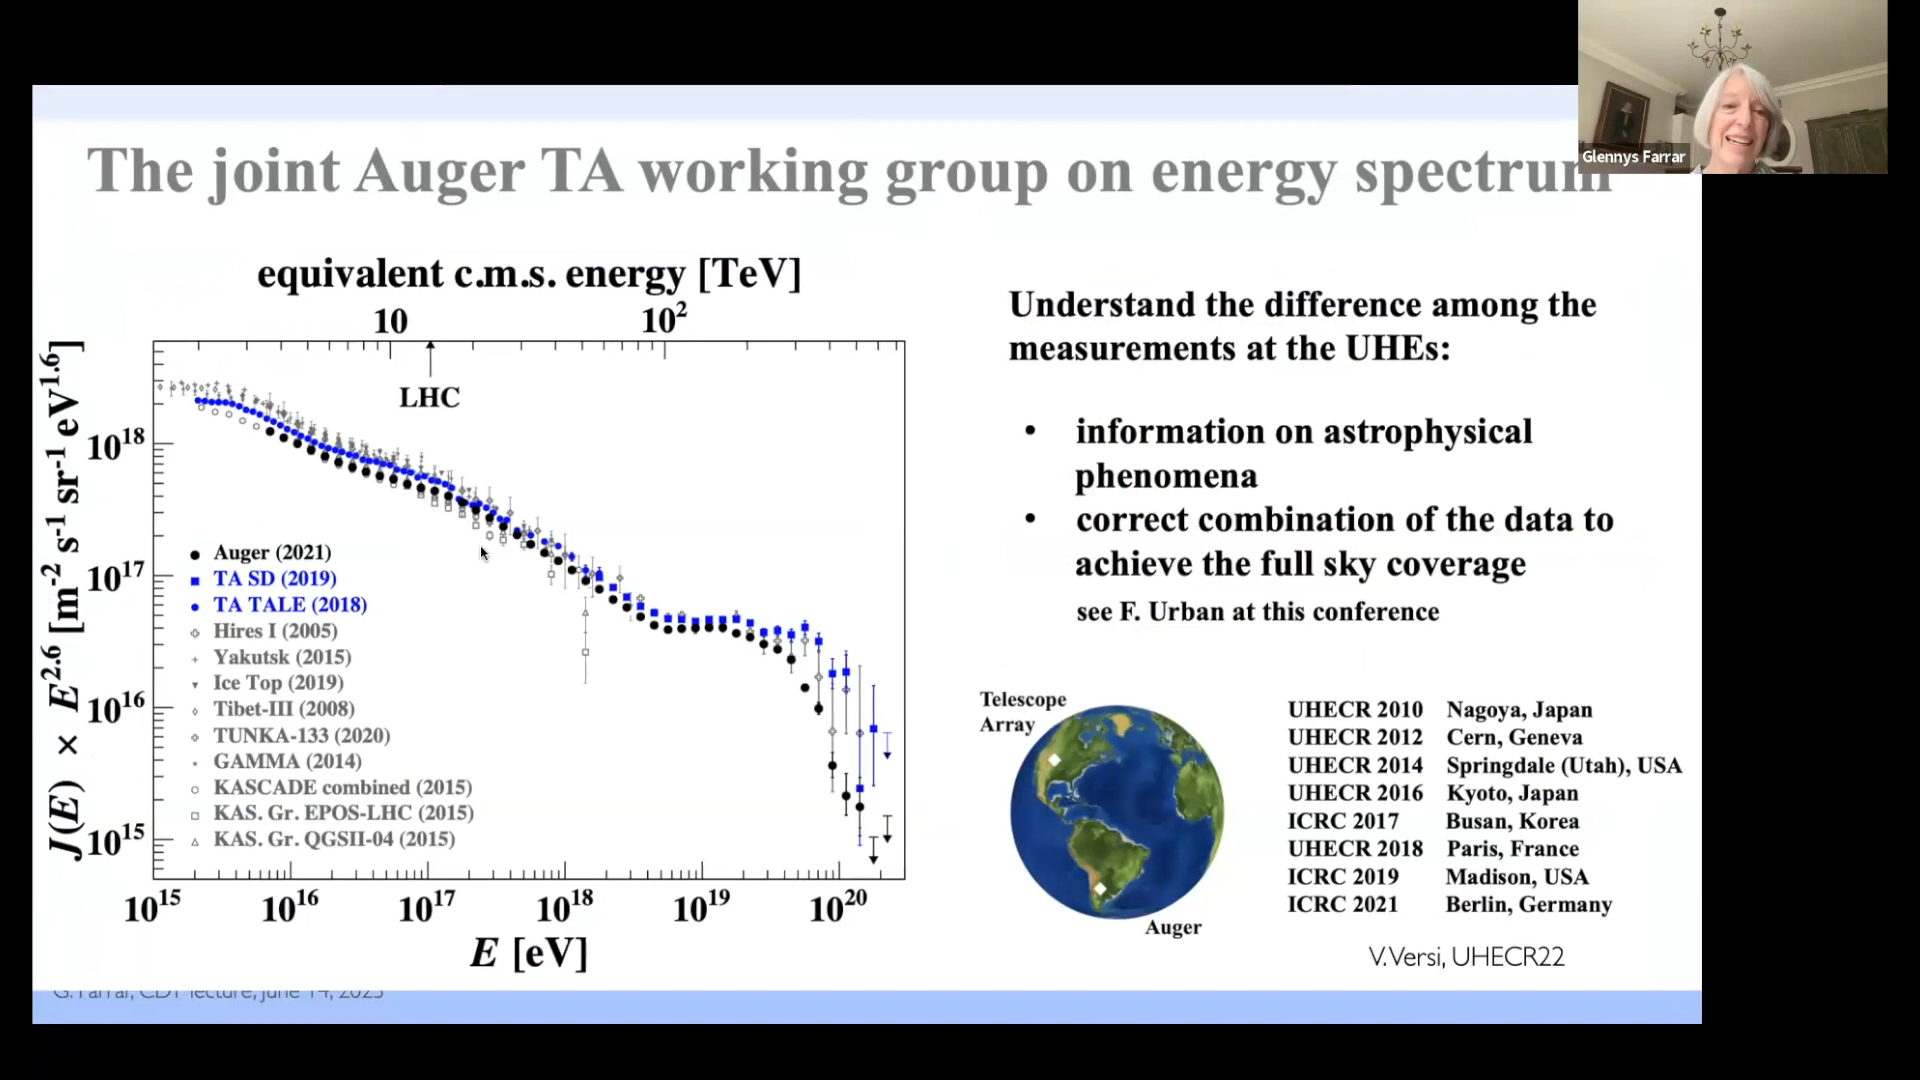 Glennys Farrar
The joint Auger TA working group on energy spectrum
equivalent c.m.s. energy [TeV]
10 10²
LHC
J(E) × E^2.6 [m^-2 s^-1 sr^-1 eV^1.6]
10^18
10^17
10^16
10^15
Auger (2021)
TA SD (2019)
TA TALE (2018)
Hires I (2005)
Yakutsk (2015)
Ice Top (2019)
Tibet-III (2008)
TUNKA-133 (2020)
GAMMA (2014)
KASCADE combined (2015)
KAS. Gr. EPOS-LHC (2015)
KAS. Gr. QGSII-04 (2015)
10^15 10^16 10^17 10^18 10^19 10^20
E [eV]
Understand the difference among the
measurements at the UHEs:
• information on astrophysical
phenomena
• correct combination of the data to
achieve the full sky coverage
see F. Urban at this conference
Telescope
Array
Auger
UHECR 2010 Nagoya, Japan
UHECR 2012 Cern, Geneva
UHECR 2014 Springdale (Utah), USA
UHECR 2016 Kyoto, Japan
ICRC 2017 Busan, Korea
UHECR 2018 Paris, France
ICRC 2019 Madison, USA
ICRC 2021 Berlin, Germany
V.Versi, UHECR22
G. Farrar, CDY lecture, June 14, 2023